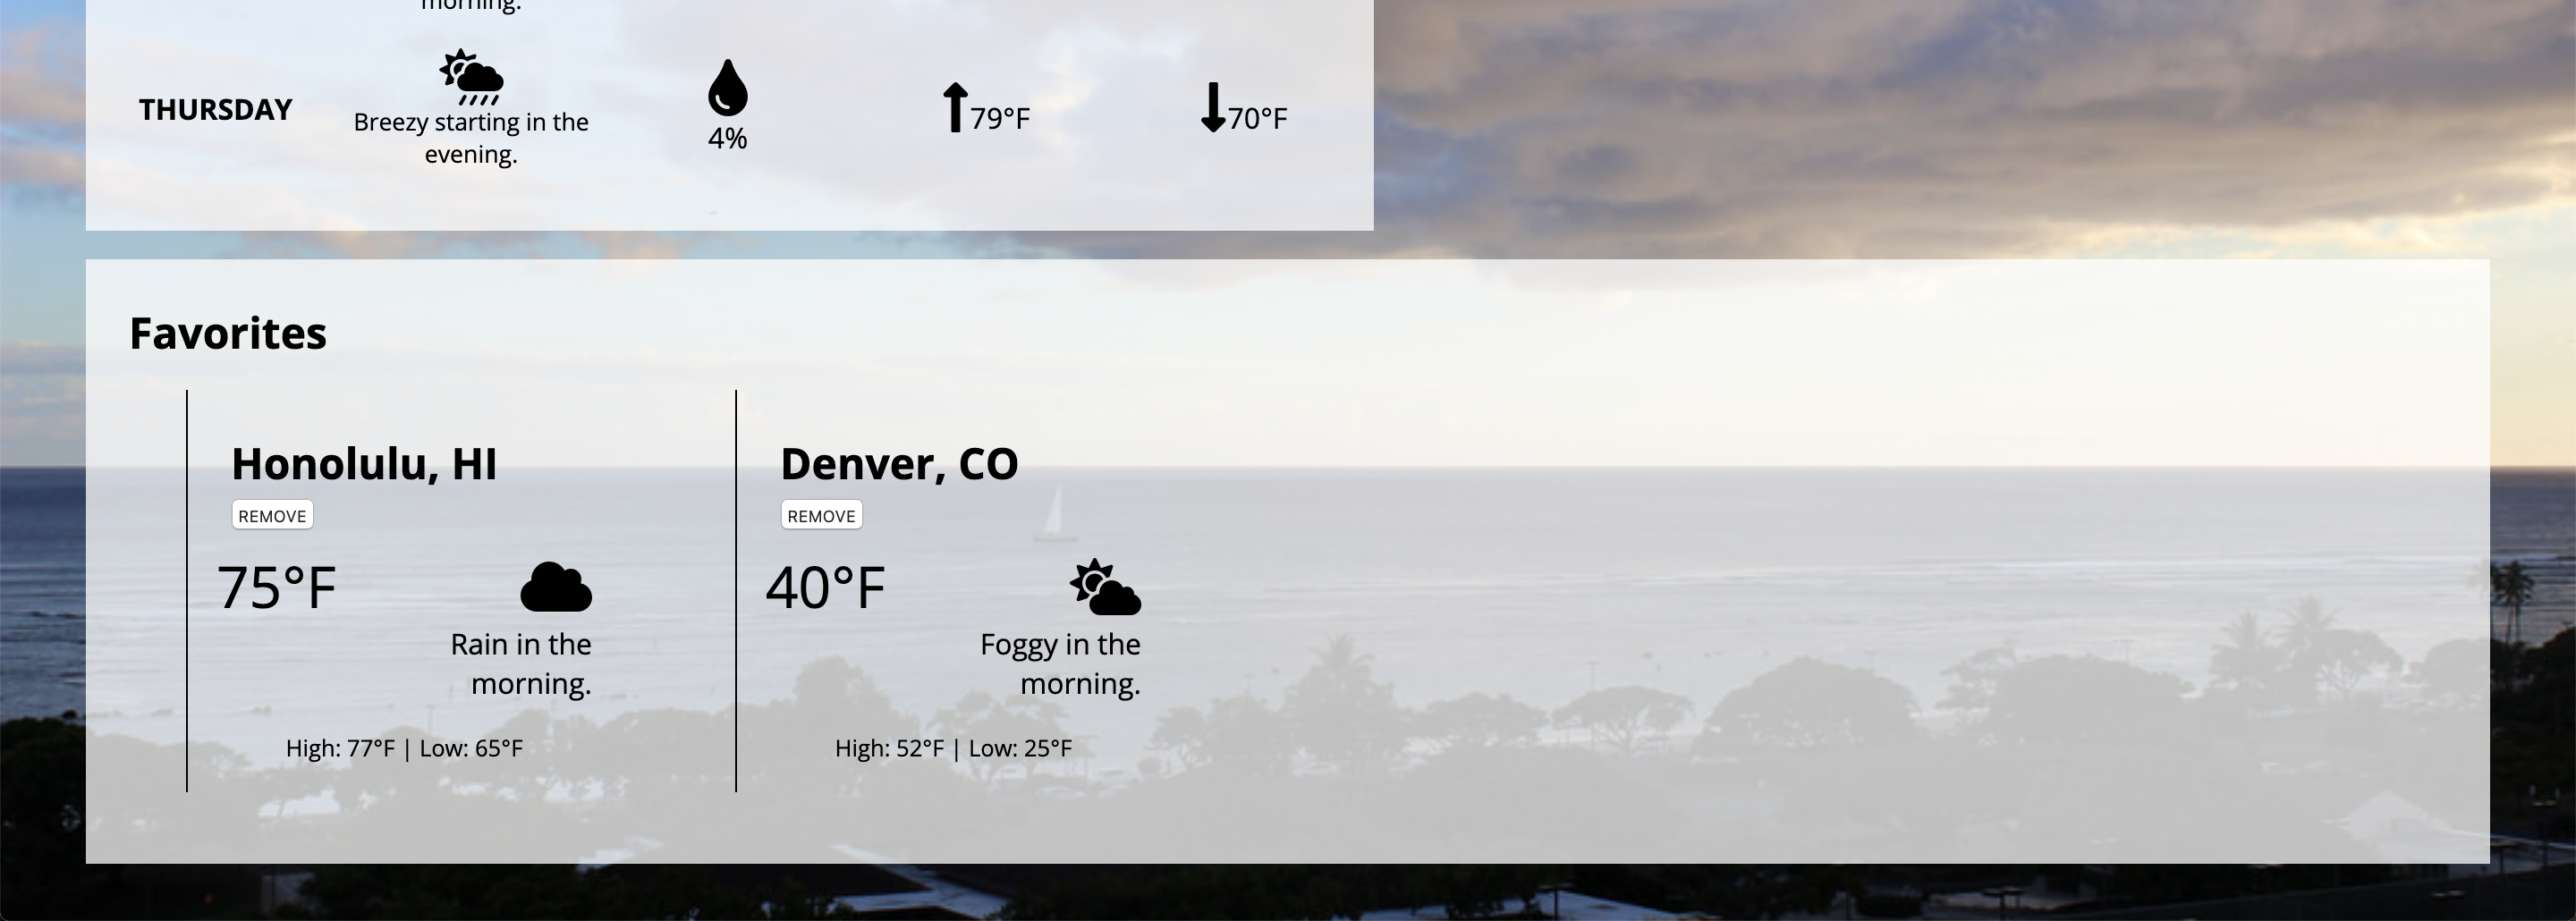 morning.
THURSDAY
Breezy starting in the
evening.
4%
79°F
70°F
Favorites
Honolulu, HI
REMOVE
75°F
Rain in the
morning.
High: 77°F | Low: 65°F
Denver, CO
REMOVE
40°F
Foggy in the
morning.
High: 52°F | Low: 25°F